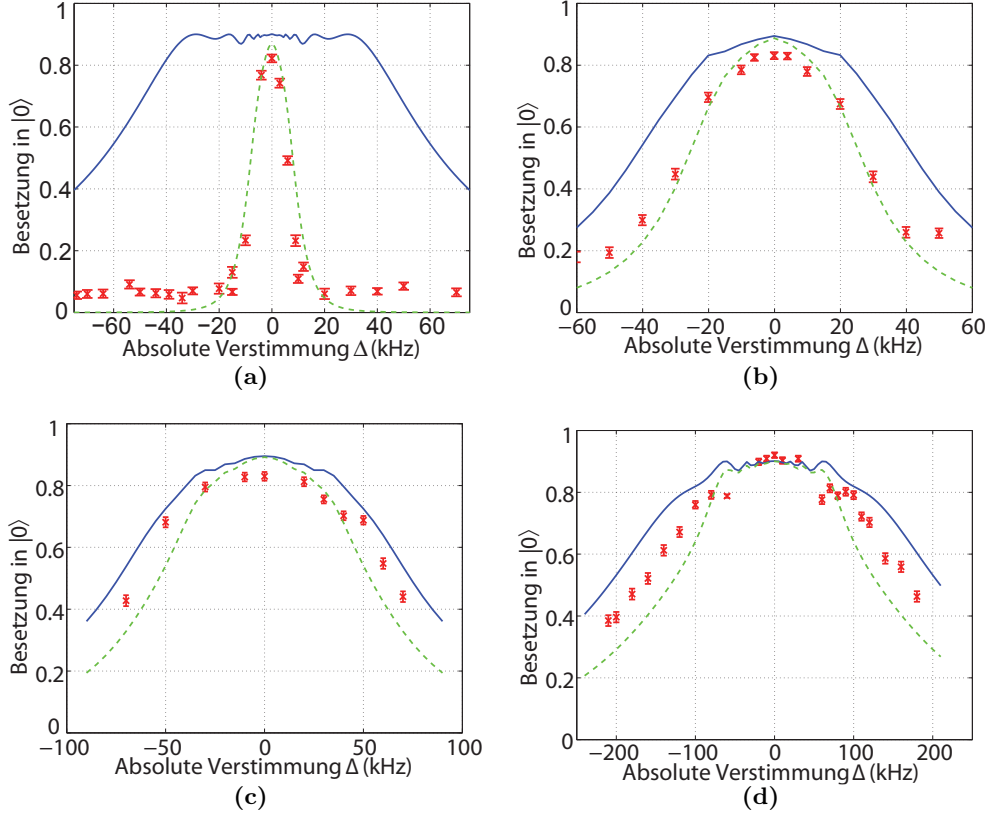 1
0.8
0.6
0.4
0.2
0
Besetzung in |0⟩
−60 −40 −20 0 20 40 60
Absolute Verstimmung Δ (kHz)
(a)
1
0.8
0.6
0.4
0.2
0
Besetzung in |0⟩
−60 −40 −20 0 20 40 60
Absolute Verstimmung Δ (kHz)
(b)
1
0.8
0.6
0.4
0.2
0
Besetzung in |0⟩
−100 −50 0 50 100
Absolute Verstimmung Δ (kHz)
(c)
1
0.8
0.6
0.4
0.2
0
Besetzung in |0⟩
−200 −100 0 100 200
Absolute Verstimmung Δ (kHz)
(d)